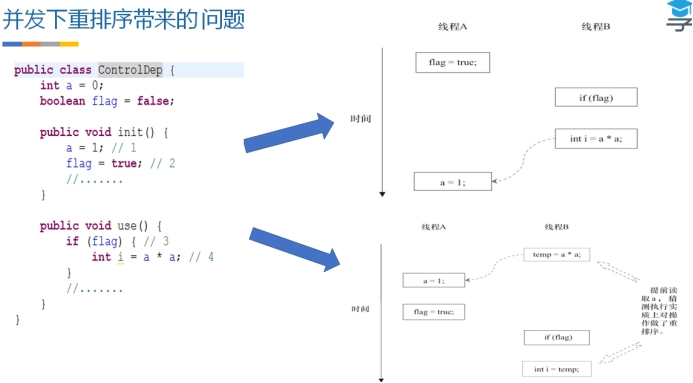 并发下重排序带来的问题
public class ControlDep {
int a = 0;
boolean flag = false;
public void init() {
a = 1; // 1
flag = true; // 2
//.......
}
public void use() {
if (flag) { // 3
int i = a * a; // 4
}
//.......
}
}
线程A
线程B
flag = true;
if (flag)
时间
int i = a * a;
a = 1;
线程A
线程B
temp = a * a;
a = 1;
提前读
取a，猜
测执行实
质上对操
作做了重
排序。
时间
flag = true;
if (flag)
int i = temp;